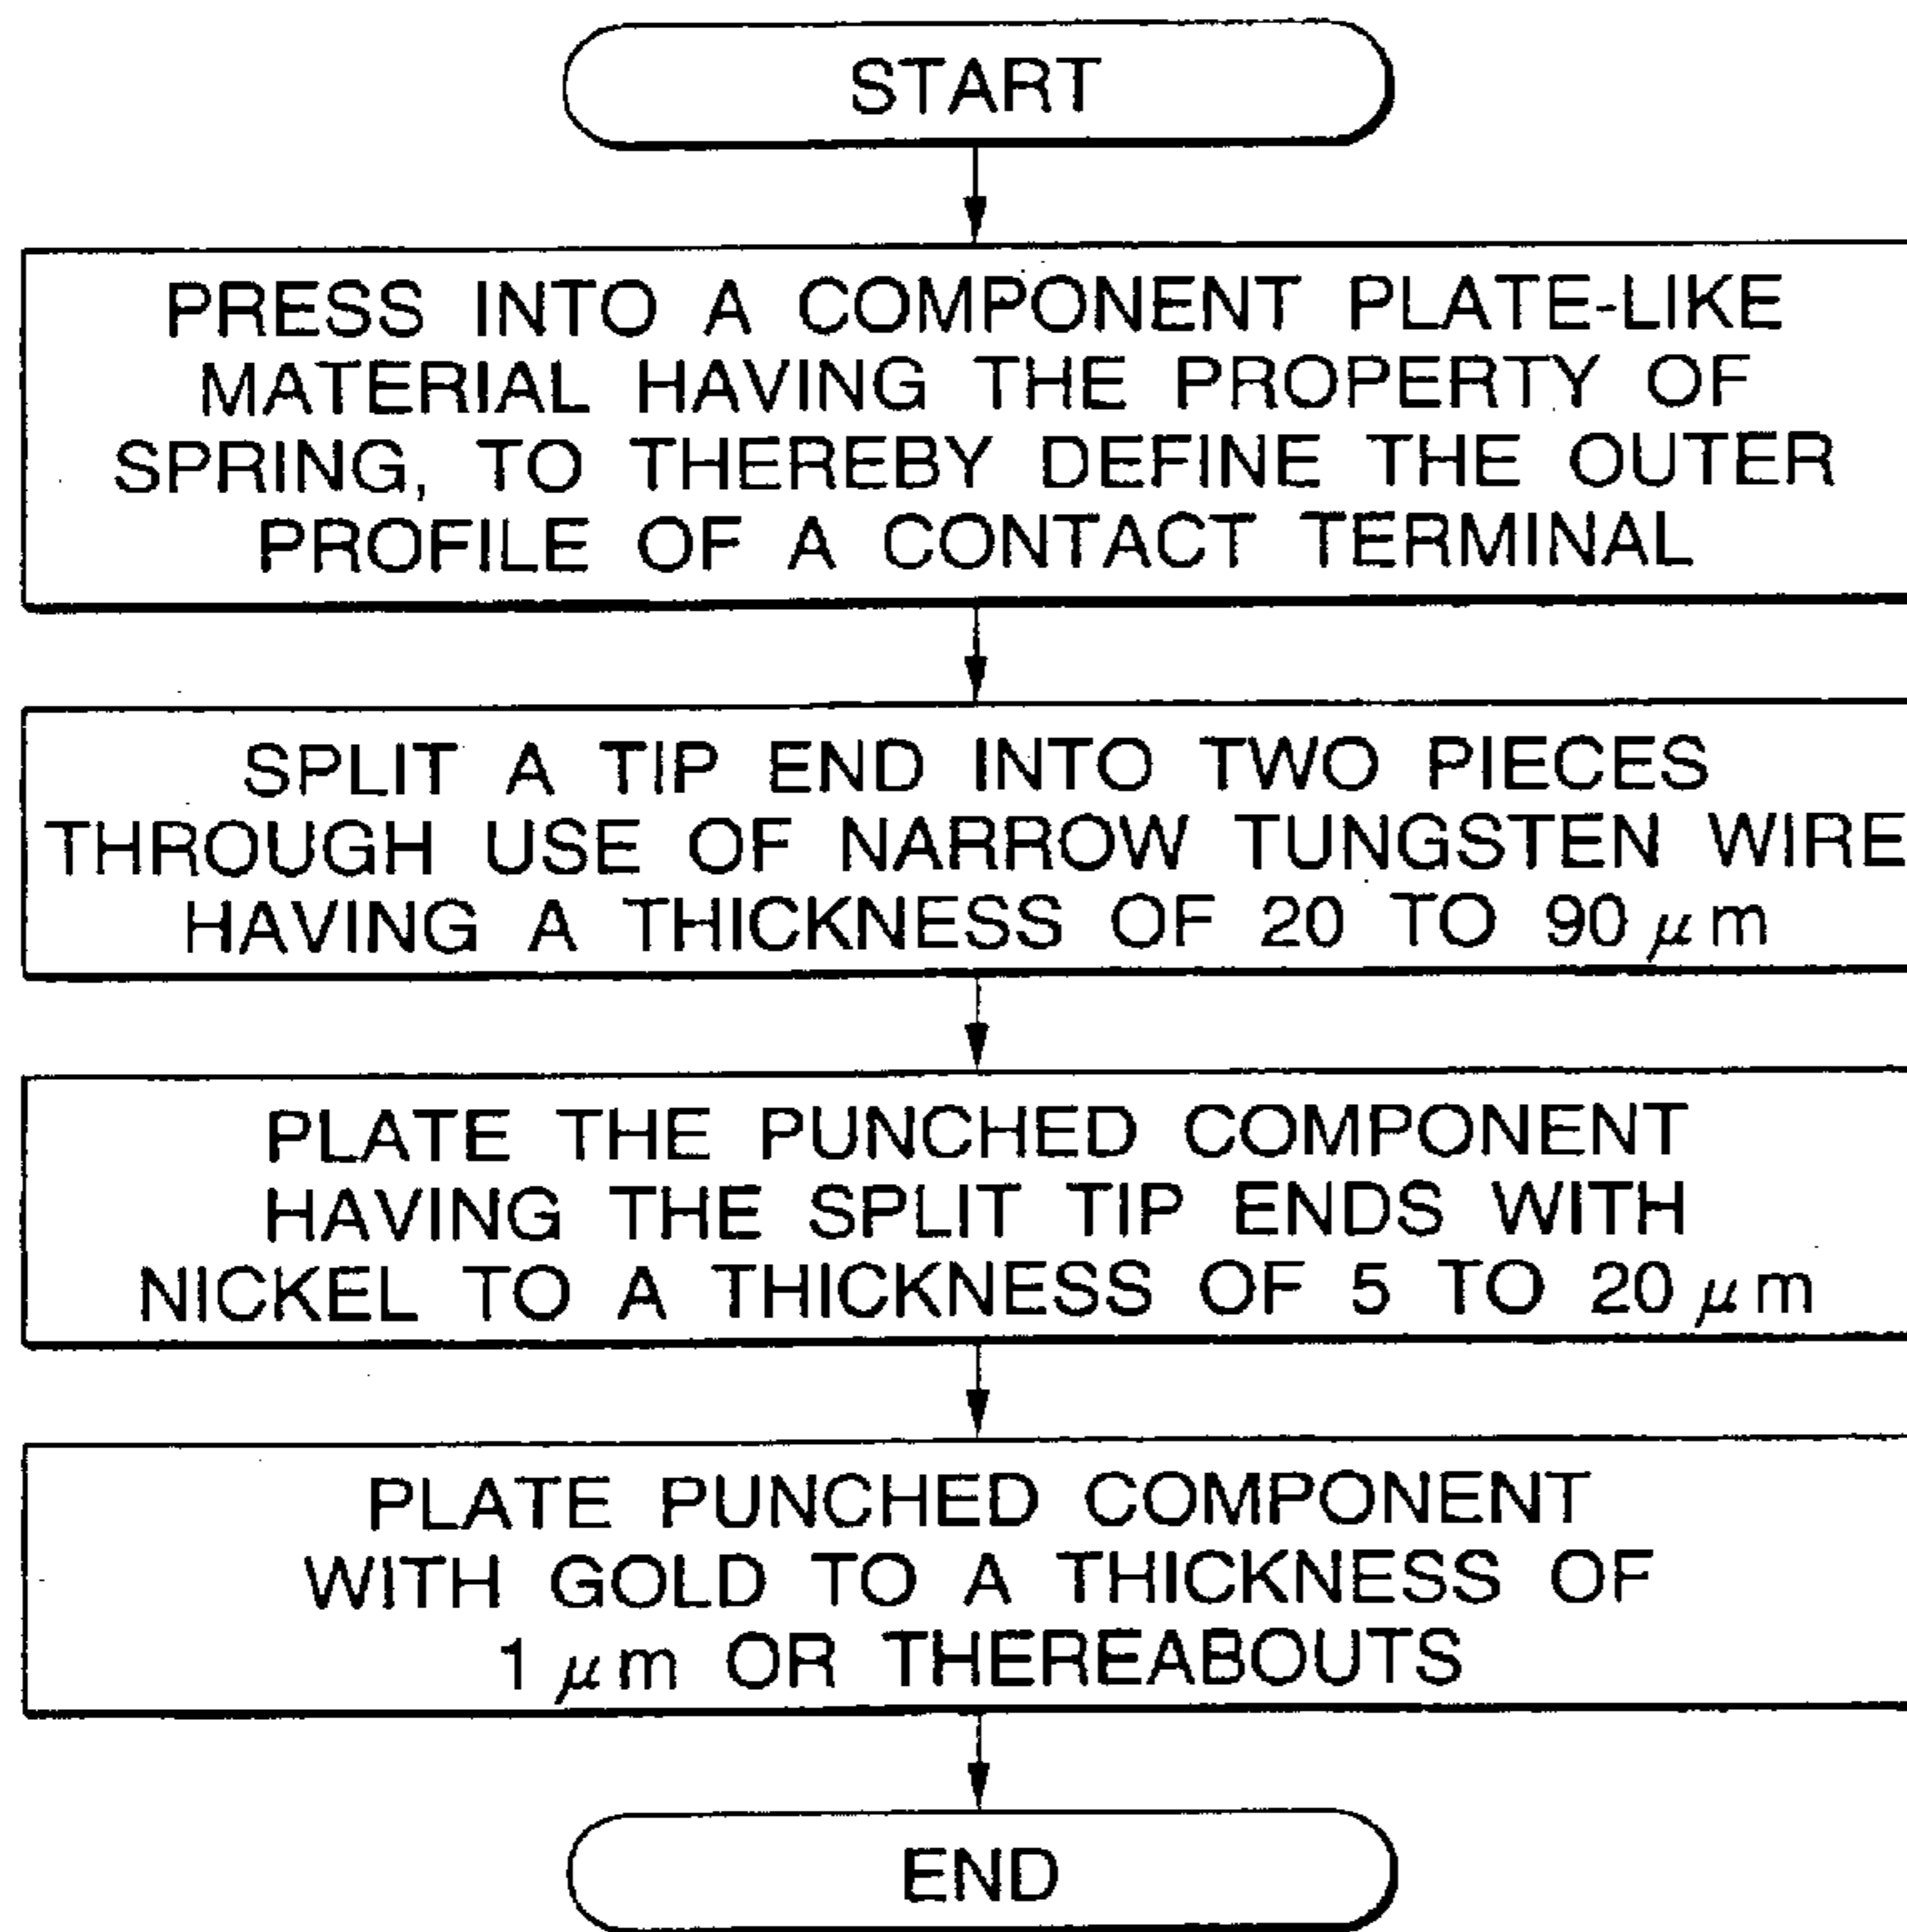 START
PRESS INTO A COMPONENT PLATE-LIKE
MATERIAL HAVING THE PROPERTY OF
SPRING, TO THEREBY DEFINE THE OUTER
PROFILE OF A CONTACT TERMINAL
SPLIT A TIP END INTO TWO PIECES
THROUGH USE OF NARROW TUNGSTEN WIRE
HAVING A THICKNESS OF 20 TO 90 μm
PLATE THE PUNCHED COMPONENT
HAVING THE SPLIT TIP ENDS WITH
NICKEL TO A THICKNESS OF 5 TO 20 μm
PLATE PUNCHED COMPONENT
WITH GOLD TO A THICKNESS OF
1 μm OR THEREABOUTS
END